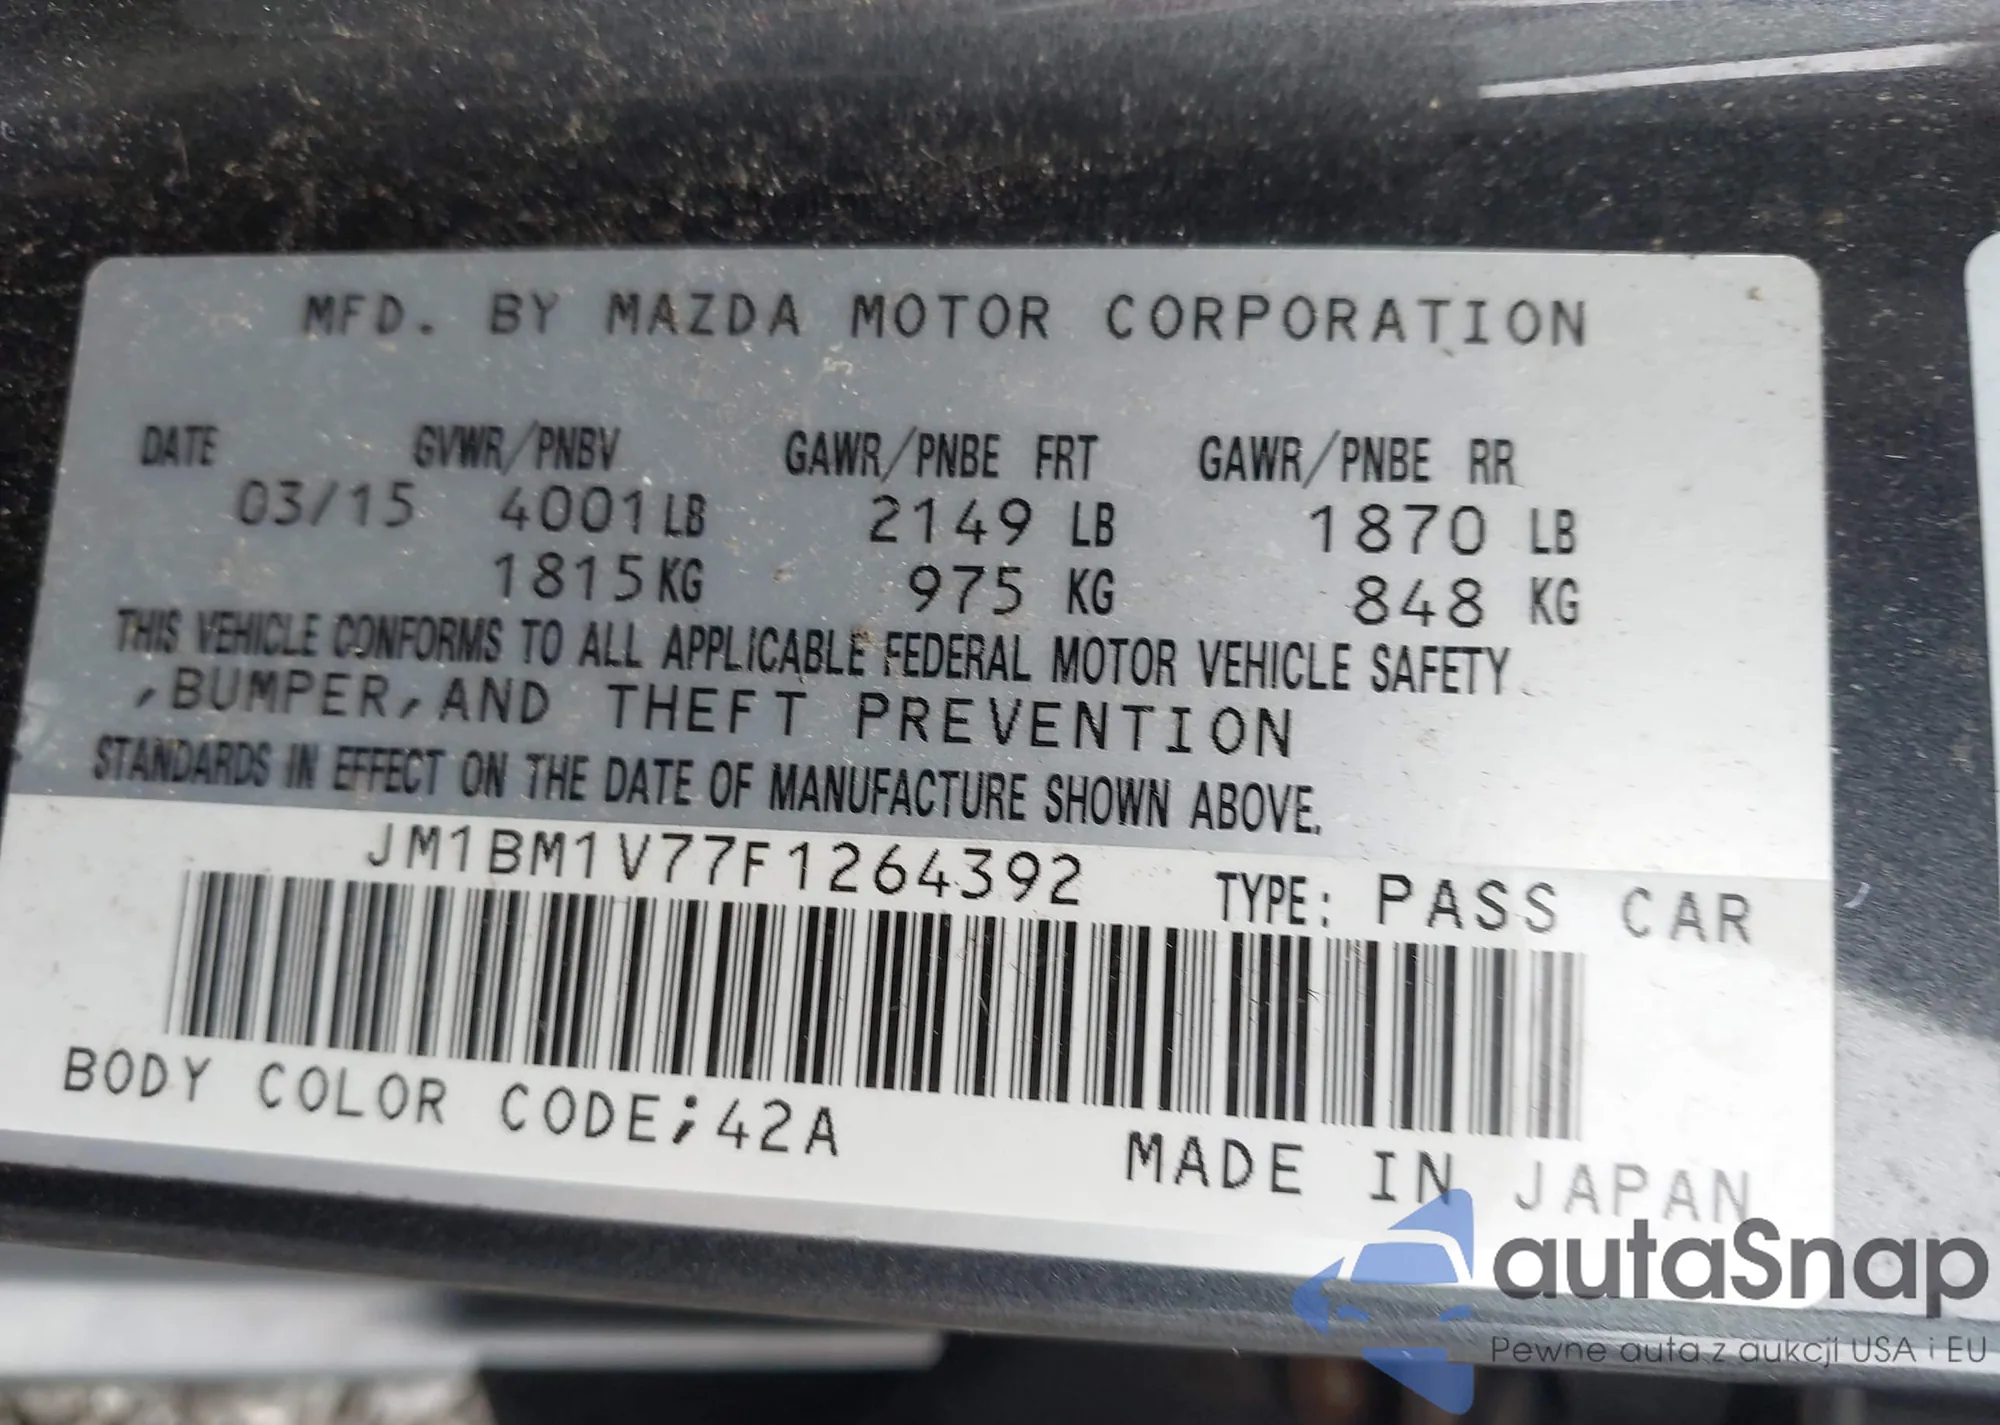 MFD. BY MAZDA MOTOR CORPORATION
DATE GVWR/PNBV GAWR/PNBE FRT GAWR/PNBE RR
03/15 4001 LB 2149 LB 1870 LB
1815 KG 975 KG 848 KG
THIS VEHICLE CONFORMS TO ALL APPLICABLE FEDERAL MOTOR VEHICLE SAFETY
,BUMPER,AND THEFT PREVENTION
STANDARDS IN EFFECT ON THE DATE OF MANUFACTURE SHOWN ABOVE.
JM1BM1V77F1264392 TYPE: PASS CAR
BODY COLOR CODE;42A
MADE IN JAPAN
autaSnap
Pewne auta z aukcji USA i EU